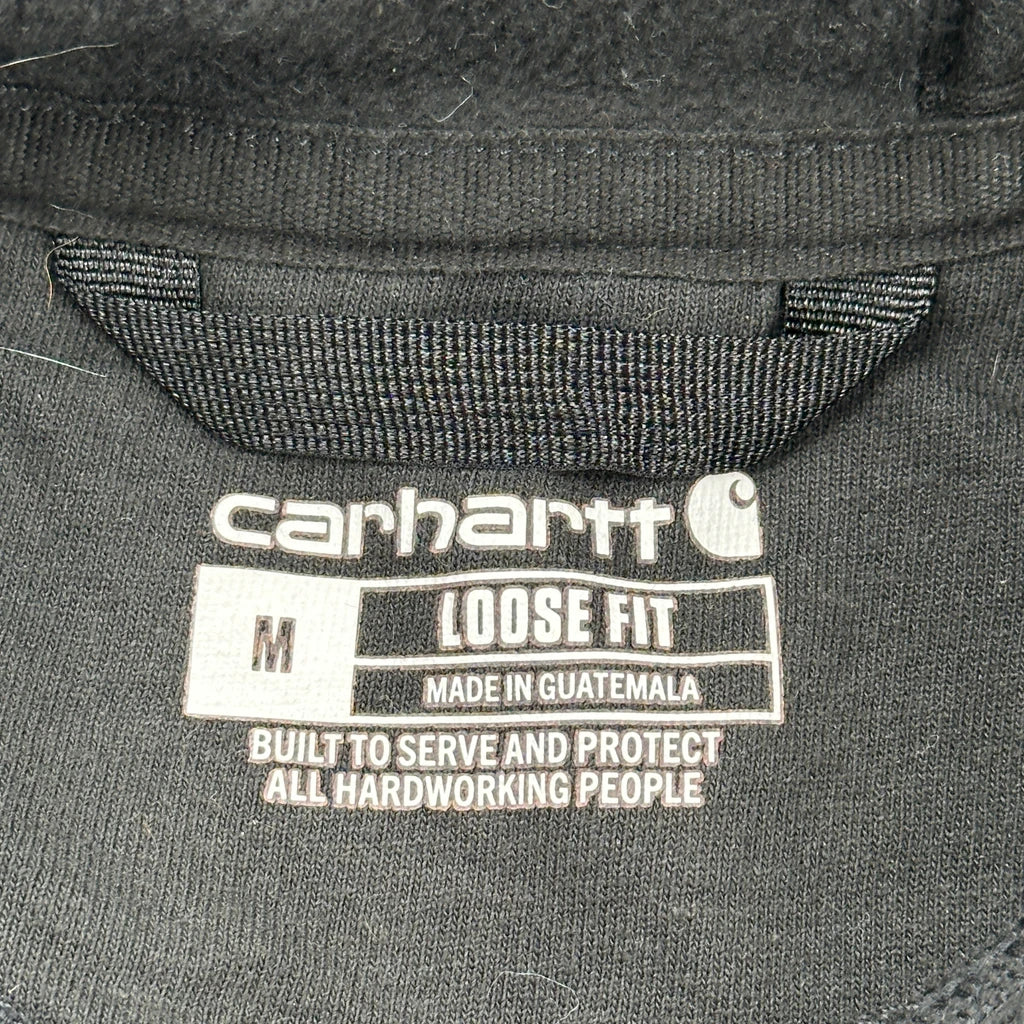 carhartt
M
LOOSE FIT
MADE IN GUATEMALA
BUILT TO SERVE AND PROTECT
ALL HARDWORKING PEOPLE